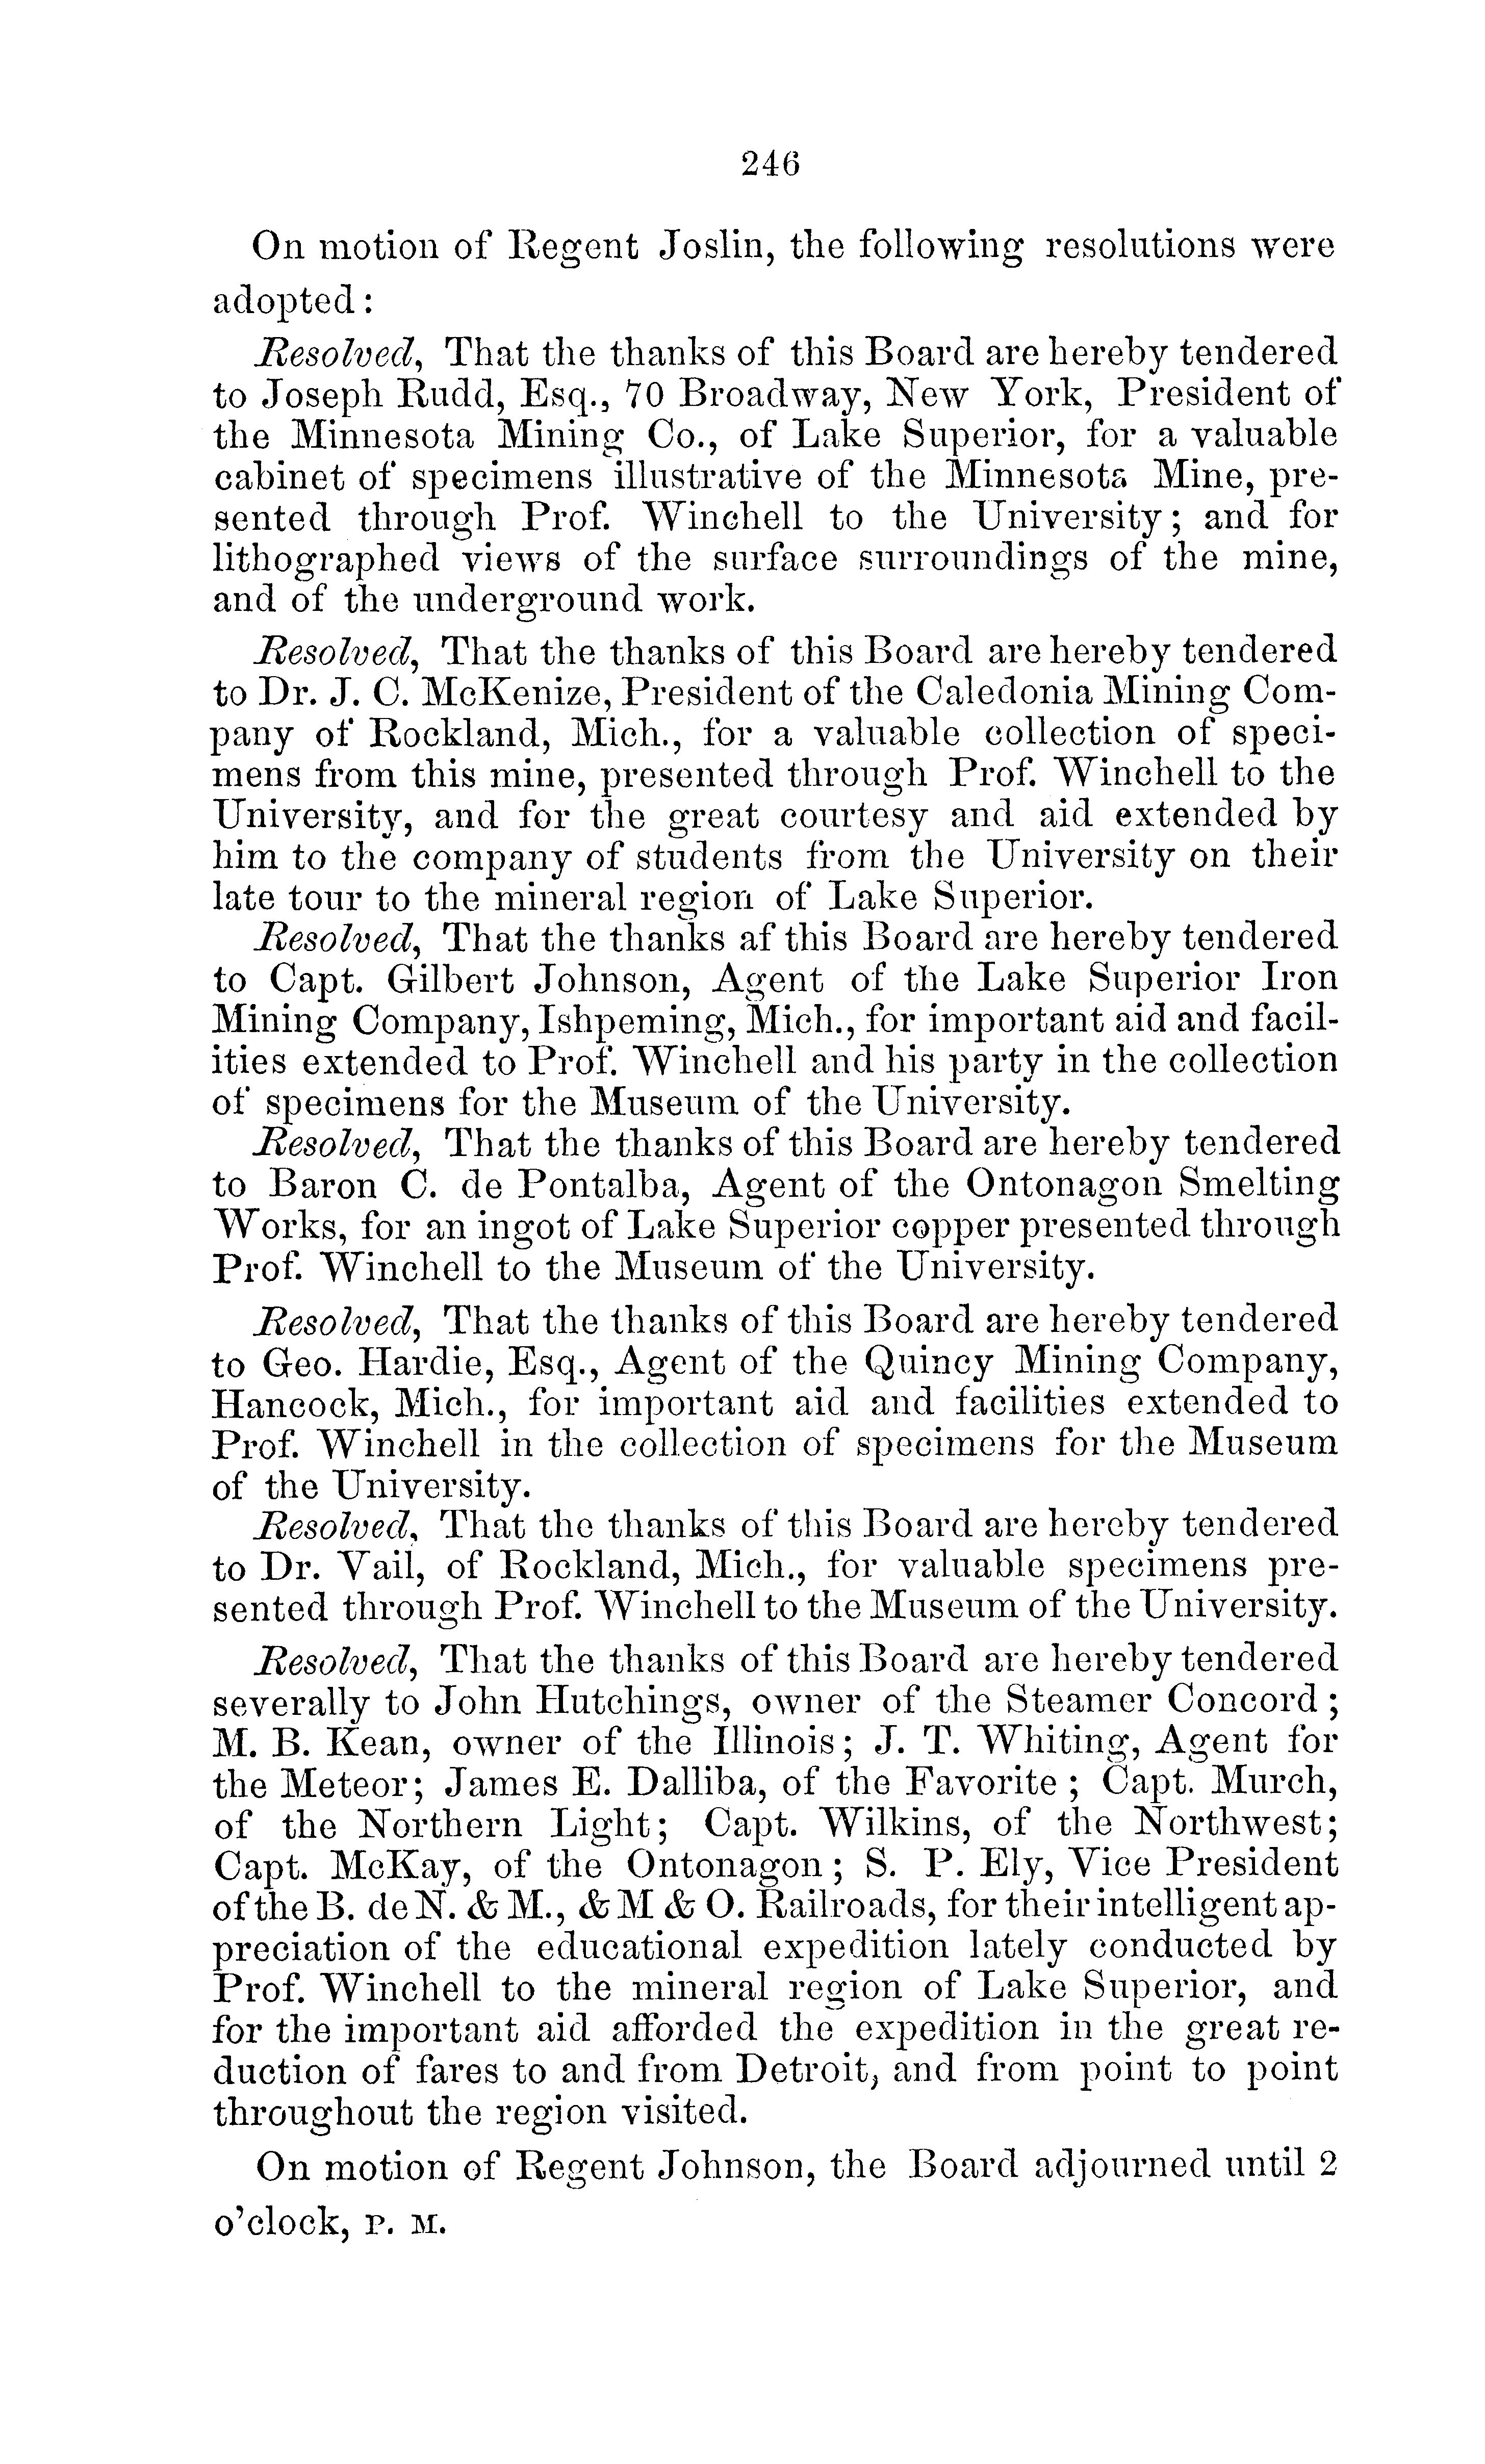 246
On motion of Regent Joslin, the following resolutions were
adopted:
Resolved, That the thanks of this Board are hereby tendered
to Joseph Rudd, Esq., 70 Broadway, New York, President of
the Minnesota Mining Co., of Lake Superior, for a valuable
cabinet of specimens illustrative of the Minnesota Mine, pre-
sented through Prof. Winchell to the University; and for
lithographed views of the surface surroundings of the mine,
and of the underground work.
Resolved, That the thanks of this Board are hereby tendered
to Dr. J. C. McKenize, President of the Caledonia Mining Com-
pany of Rockland, Mich., for a valuable collection of speci-
mens from this mine, presented through Prof. Winchell to the
University, and for the great courtesy and aid extended by
him to the company of students from the University on their
late tour to the mineral region of Lake Superior.
Resolved, That the thanks af this Board are hereby tendered
to Capt. Gilbert Johnson, Agent of the Lake Superior Iron
Mining Company, Ishpeming, Mich., for important aid and facil-
ities extended to Prof. Winchell and his party in the collection
of specimens for the Museum of the University.
Resolved, That the thanks of this Board are hereby tendered
to Baron C. de Pontalba, Agent of the Ontonagon Smelting
Works, for an ingot of Lake Superior copper presented through
Prof. Winchell to the Museum of the University.
Resolved, That the thanks of this Board are hereby tendered
to Geo. Hardie, Esq., Agent of the Quincy Mining Company,
Hancock, Mich., for important aid and facilities extended to
Prof. Winchell in the collection of specimens for the Museum
of the University.
Resolved, That the thanks of this Board are hereby tendered
to Dr. Vail, of Rockland, Mich., for valuable specimens pre-
sented through Prof. Winchell to the Museum of the University.
Resolved, That the thanks of this Board are hereby tendered
severally to John Hutchings, owner of the Steamer Concord;
M. B. Kean, owner of the Illinois; J. T. Whiting, Agent for
the Meteor; James E. Dalliba, of the Favorite; Capt. Murch,
of the Northern Light; Capt. Wilkins, of the Northwest;
Capt. McKay, of the Ontonagon; S. P. Ely, Vice President
of the B. de N. & M., & M & O. Railroads, for their intelligent ap-
preciation of the educational expedition lately conducted by
Prof. Winchell to the mineral region of Lake Superior, and
for the important aid afforded the expedition in the great re-
duction of fares to and from Detroit, and from point to point
throughout the region visited.
On motion of Regent Johnson, the Board adjourned until 2
o'clock, P. M.